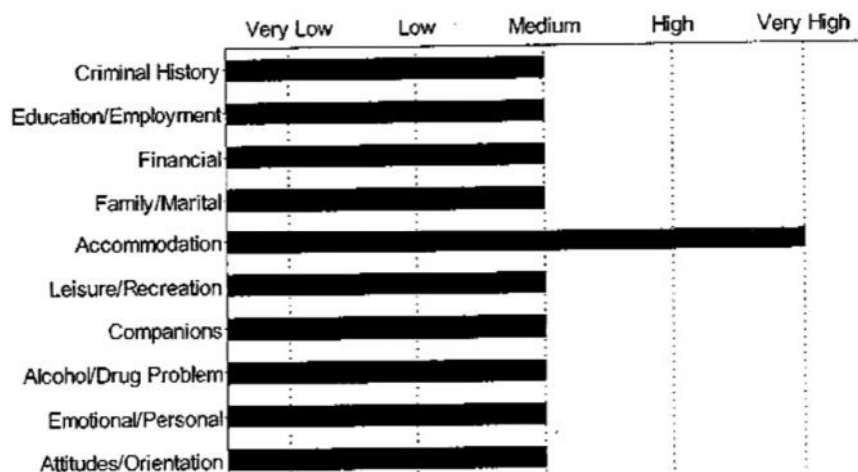 Very Low Low Medium High Very High
Criminal History
Education/Employment
Financial
Family/Marital
Accommodation
Leisure/Recreation
Companions
Alcohol/Drug Problem
Emotional/Personal
Attitudes/Orientation